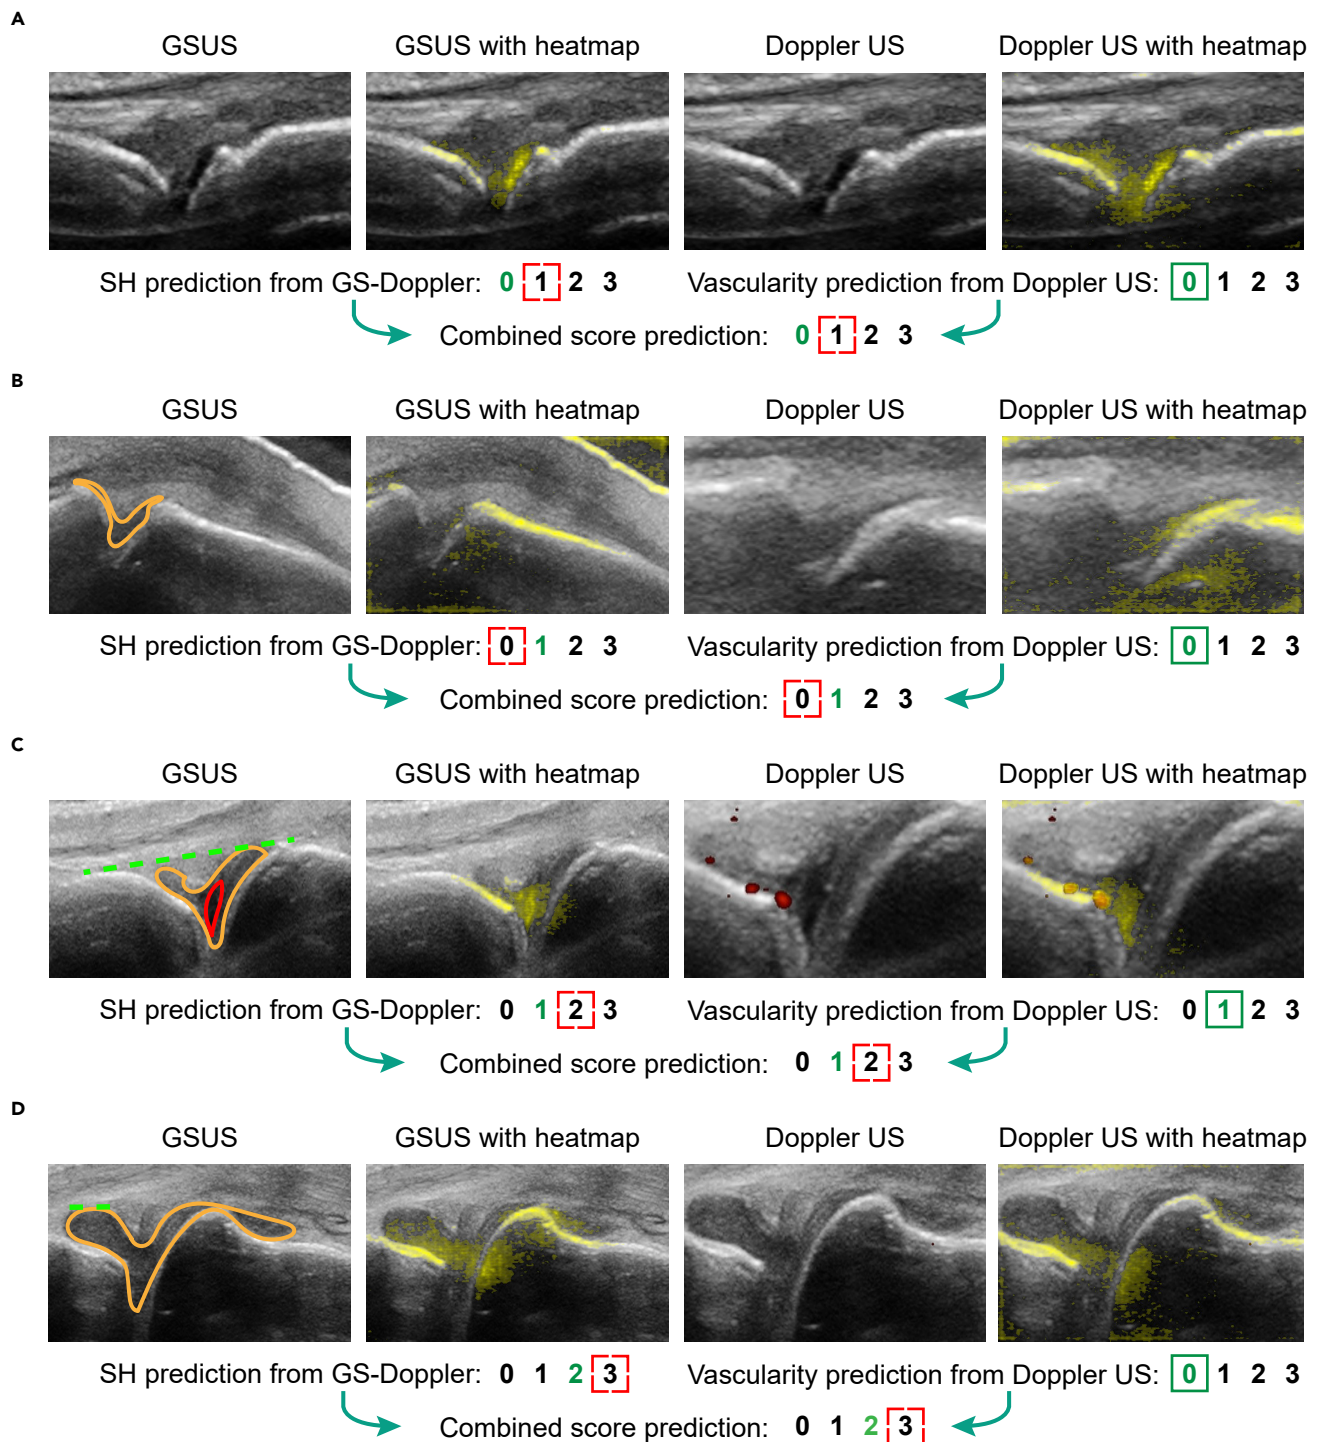 A
GSUS GSUS with heatmap Doppler US Doppler US with heatmap
SH prediction from GS-Doppler: 0 1 2 3 Vascularity prediction from Doppler US: 0 1 2 3
Combined score prediction: 0 1 2 3
B
GSUS GSUS with heatmap Doppler US Doppler US with heatmap
SH prediction from GS-Doppler: 0 1 2 3 Vascularity prediction from Doppler US: 0 1 2 3
Combined score prediction: 0 1 2 3
C
GSUS GSUS with heatmap Doppler US Doppler US with heatmap
SH prediction from GS-Doppler: 0 1 2 3 Vascularity prediction from Doppler US: 0 1 2 3
Combined score prediction: 0 1 2 3
D
GSUS GSUS with heatmap Doppler US Doppler US with heatmap
SH prediction from GS-Doppler: 0 1 2 3 Vascularity prediction from Doppler US: 0 1 2 3
Combined score prediction: 0 1 2 3